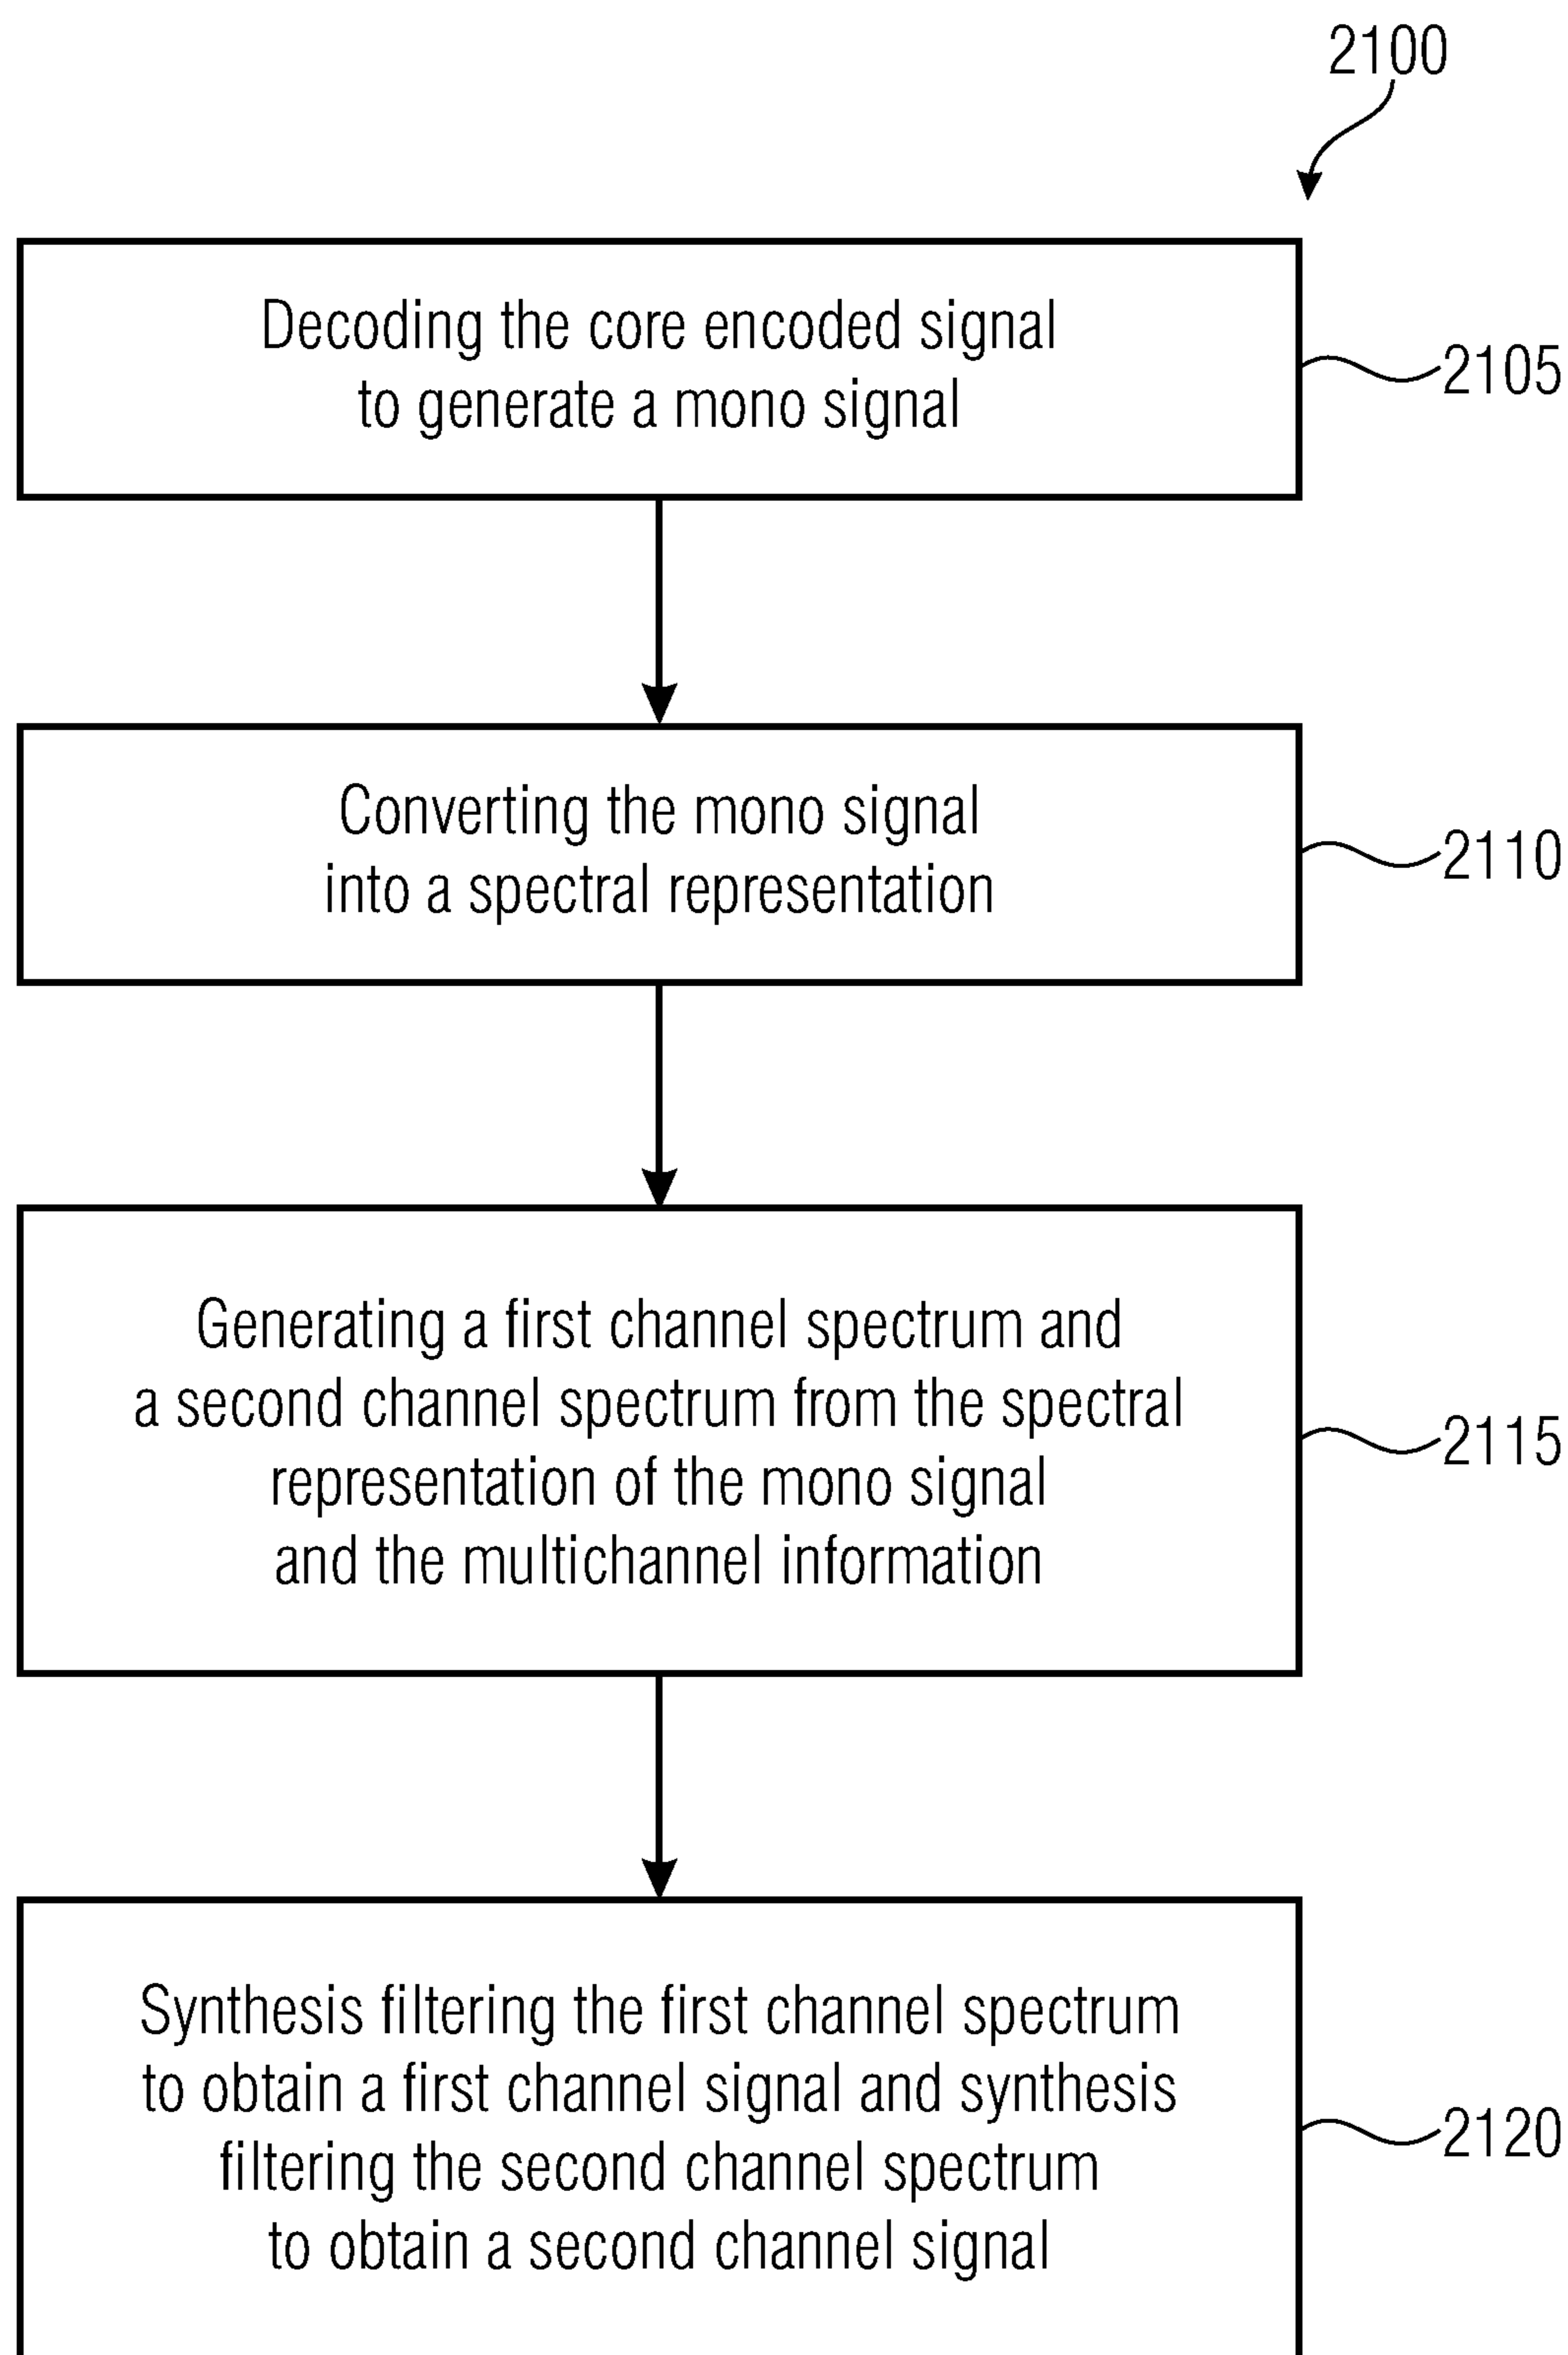 2100
Decoding the core encoded signal
to generate a mono signal
2105
Converting the mono signal
into a spectral representation
2110
Generating a first channel spectrum and
a second channel spectrum from the spectral
representation of the mono signal
and the multichannel information
2115
Synthesis filtering the first channel spectrum
to obtain a first channel signal and synthesis
filtering the second channel spectrum
to obtain a second channel signal
2120